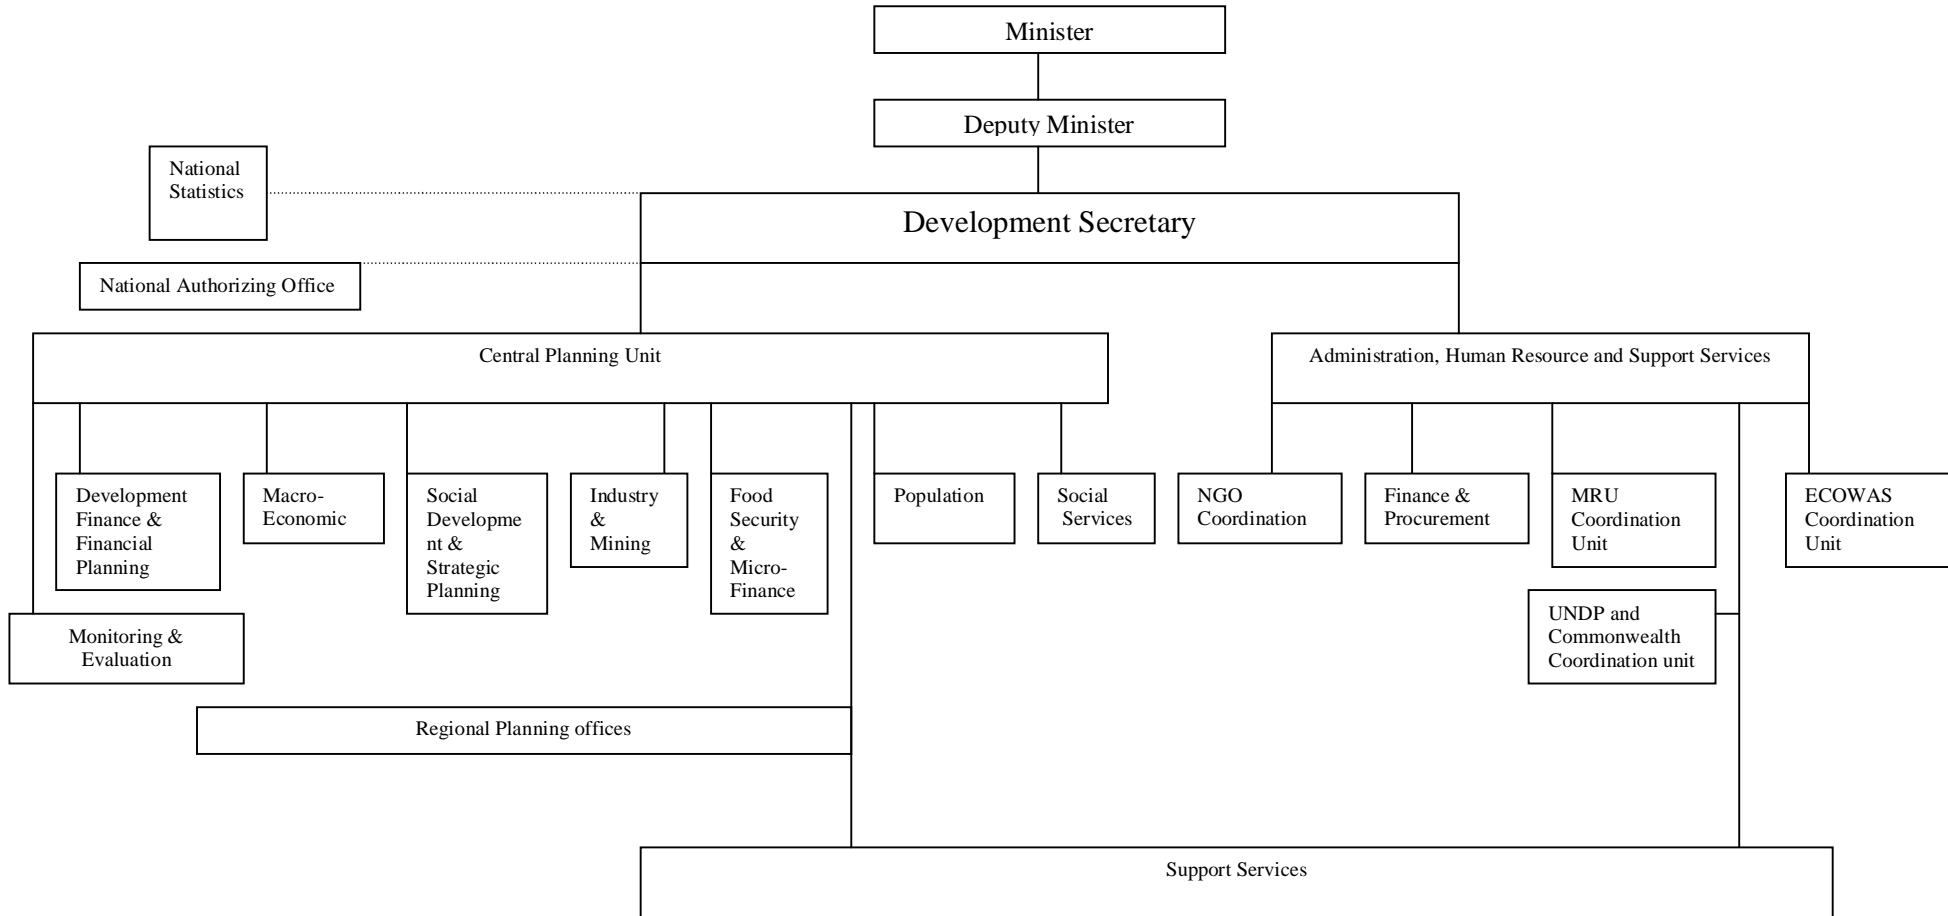 Minister
Deputy Minister
National
Statistics
Development Secretary
National Authorizing Office
Central Planning Unit
Administration, Human Resource and Support Services
Development
Finance &
Financial
Planning
Macro-
Economic
Social
Developme
nt &
Strategic
Planning
Industry
&
Mining
Food
Security
&
Micro-
Finance
Population
Social
Services
NGO
Coordination
Finance &
Procurement
MRU
Coordination
Unit
ECOWAS
Coordination
Unit
Monitoring &
Evaluation
UNDP and
Commonwealth
Coordination unit
Regional Planning offices
Support Services